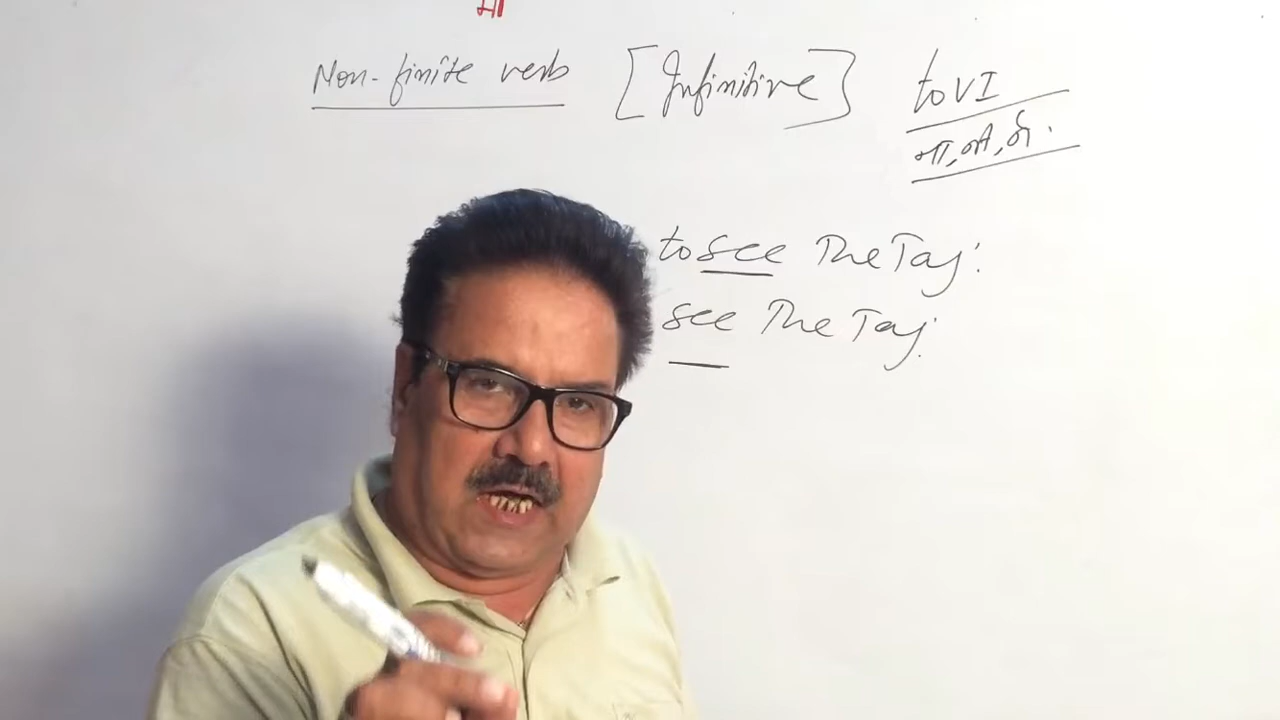 माँ
Non-finite verb [Infinitive] to VI
ना, नी, ने.
to see The Taj.
see The Taj.